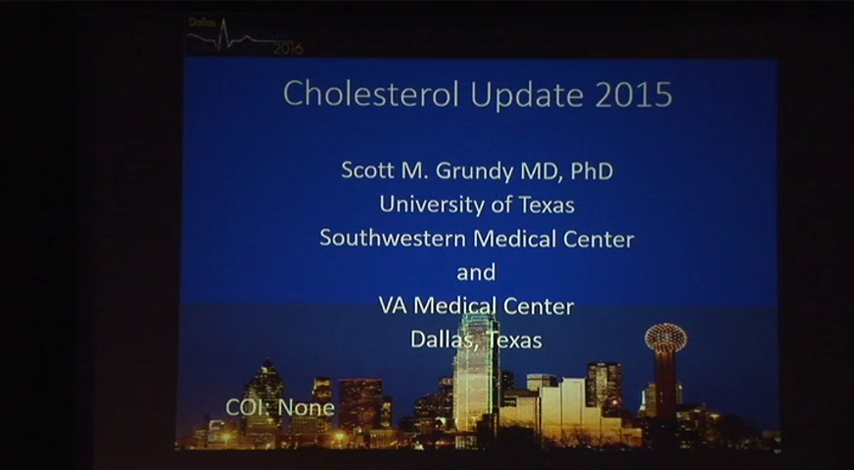 Dallas
2016
Cholesterol Update 2015
Scott M. Grundy MD, PhD
University of Texas
Southwestern Medical Center
and
VA Medical Center
Dallas, Texas
COI: None